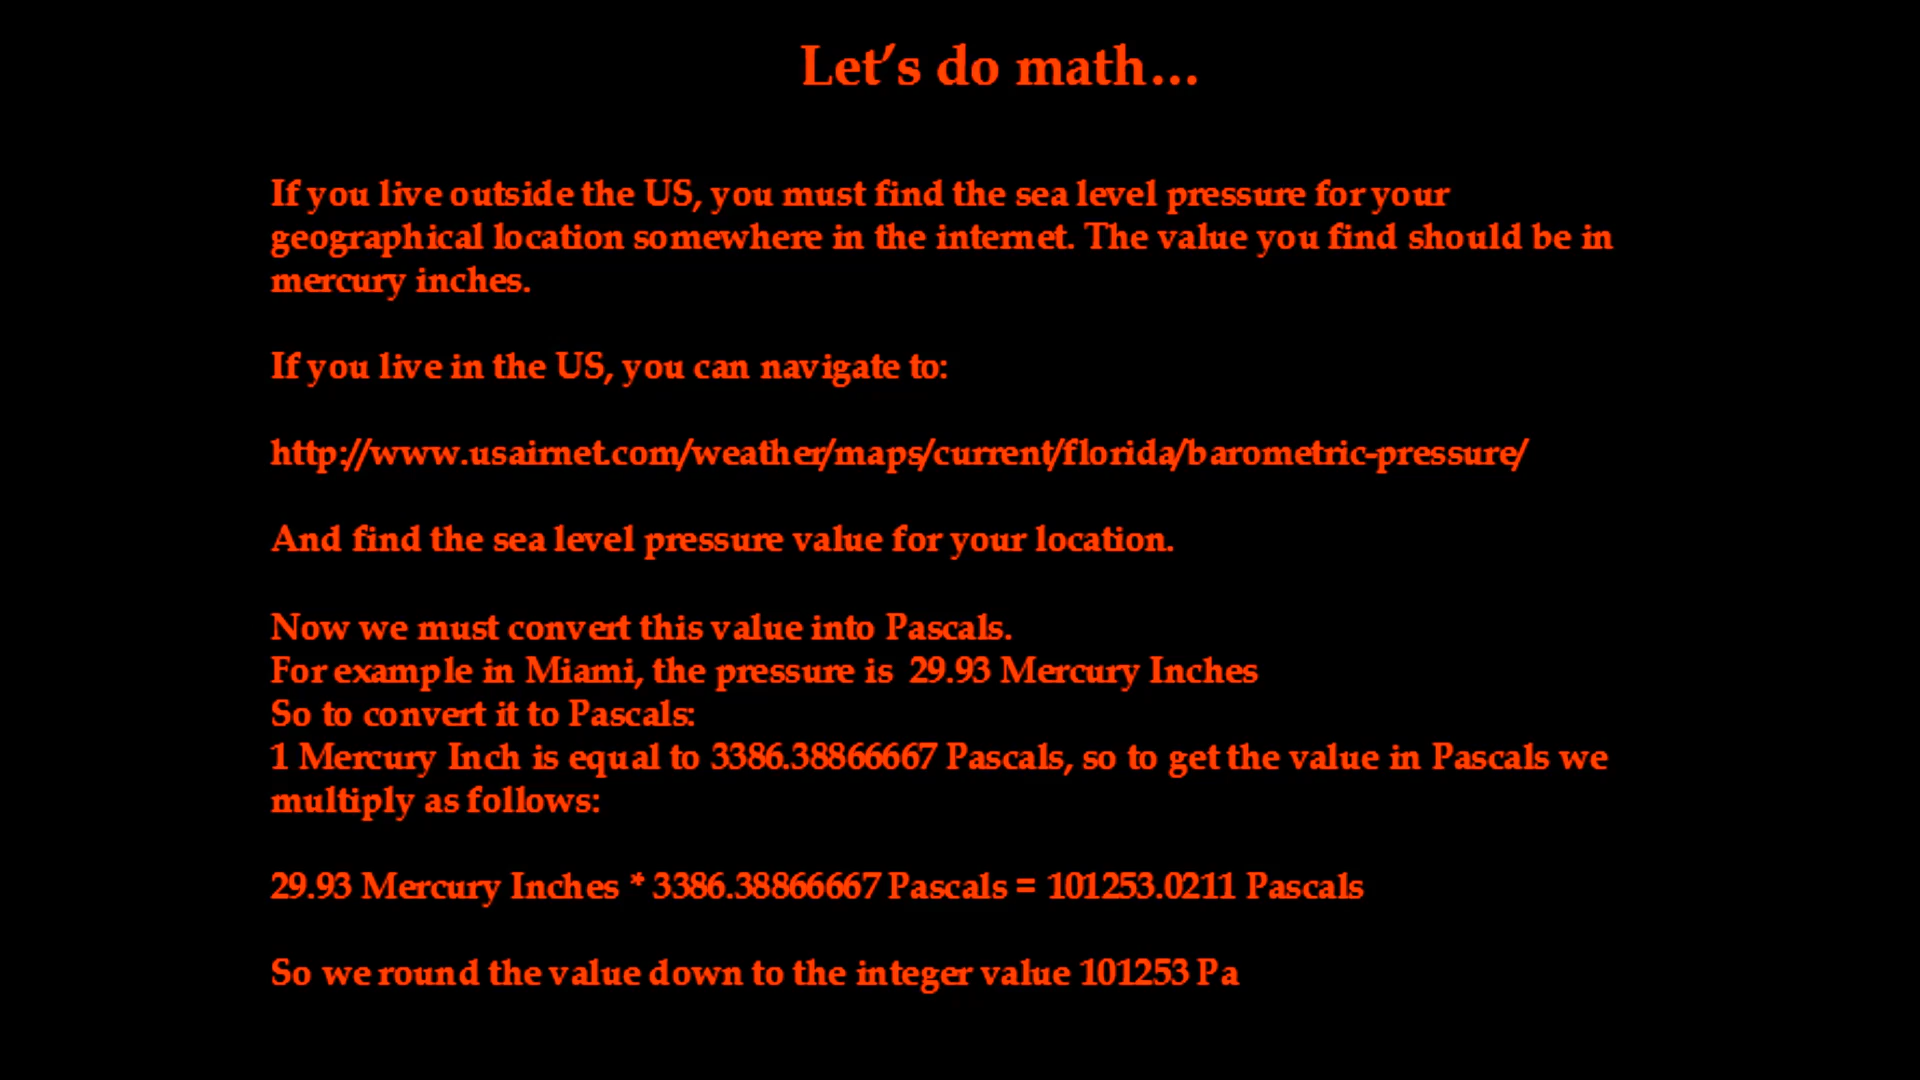 Let’s do math…
If you live outside the US, you must find the sea level pressure for your
geographical location somewhere in the internet. The value you find should be in
mercury inches.
If you live in the US, you can navigate to:
http://www.usairnet.com/weather/maps/current/florida/barometric-pressure/
And find the sea level pressure value for your location.
Now we must convert this value into Pascals.
For example in Miami, the pressure is 29.93 Mercury Inches
So to convert it to Pascals:
1 Mercury Inch is equal to 3386.38866667 Pascals, so to get the value in Pascals we
multiply as follows:
29.93 Mercury Inches * 3386.38866667 Pascals = 101253.0211 Pascals
So we round the value down to the integer value 101253 Pa